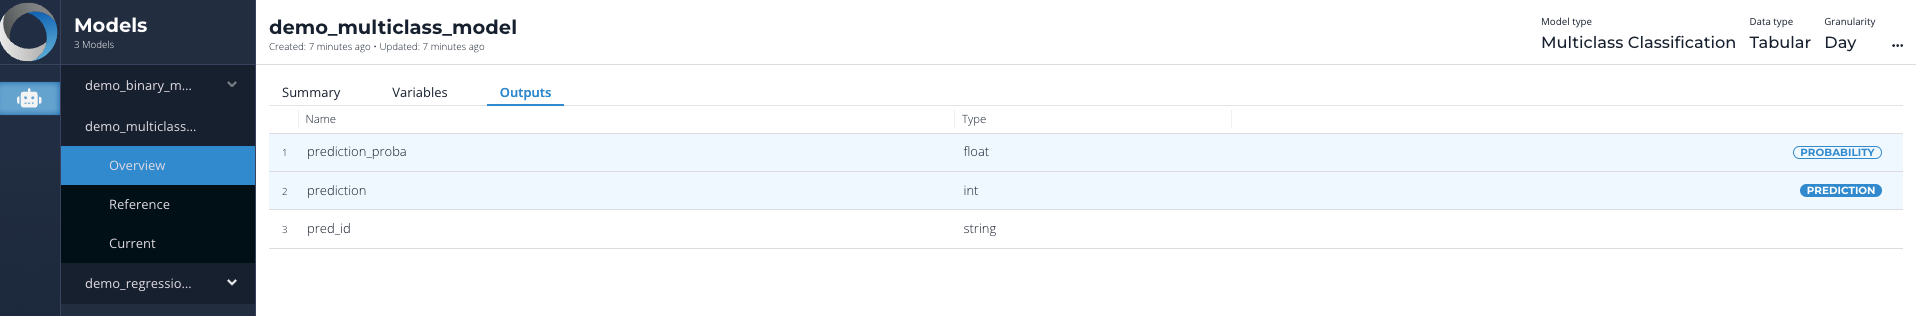 Models
3 Models
demo_binary_m...
demo_multiclass...
Overview
Reference
Current
demo_regressio...
demo_multiclass_model
Created: 7 minutes ago • Updated: 7 minutes ago
Model type
Multiclass Classification
Data type
Tabular
Granularity
Day
...
Summary
Variables
Outputs
Name
Type
1 prediction_proba float PROBABILITY
2 prediction int PREDICTION
3 pred_id string